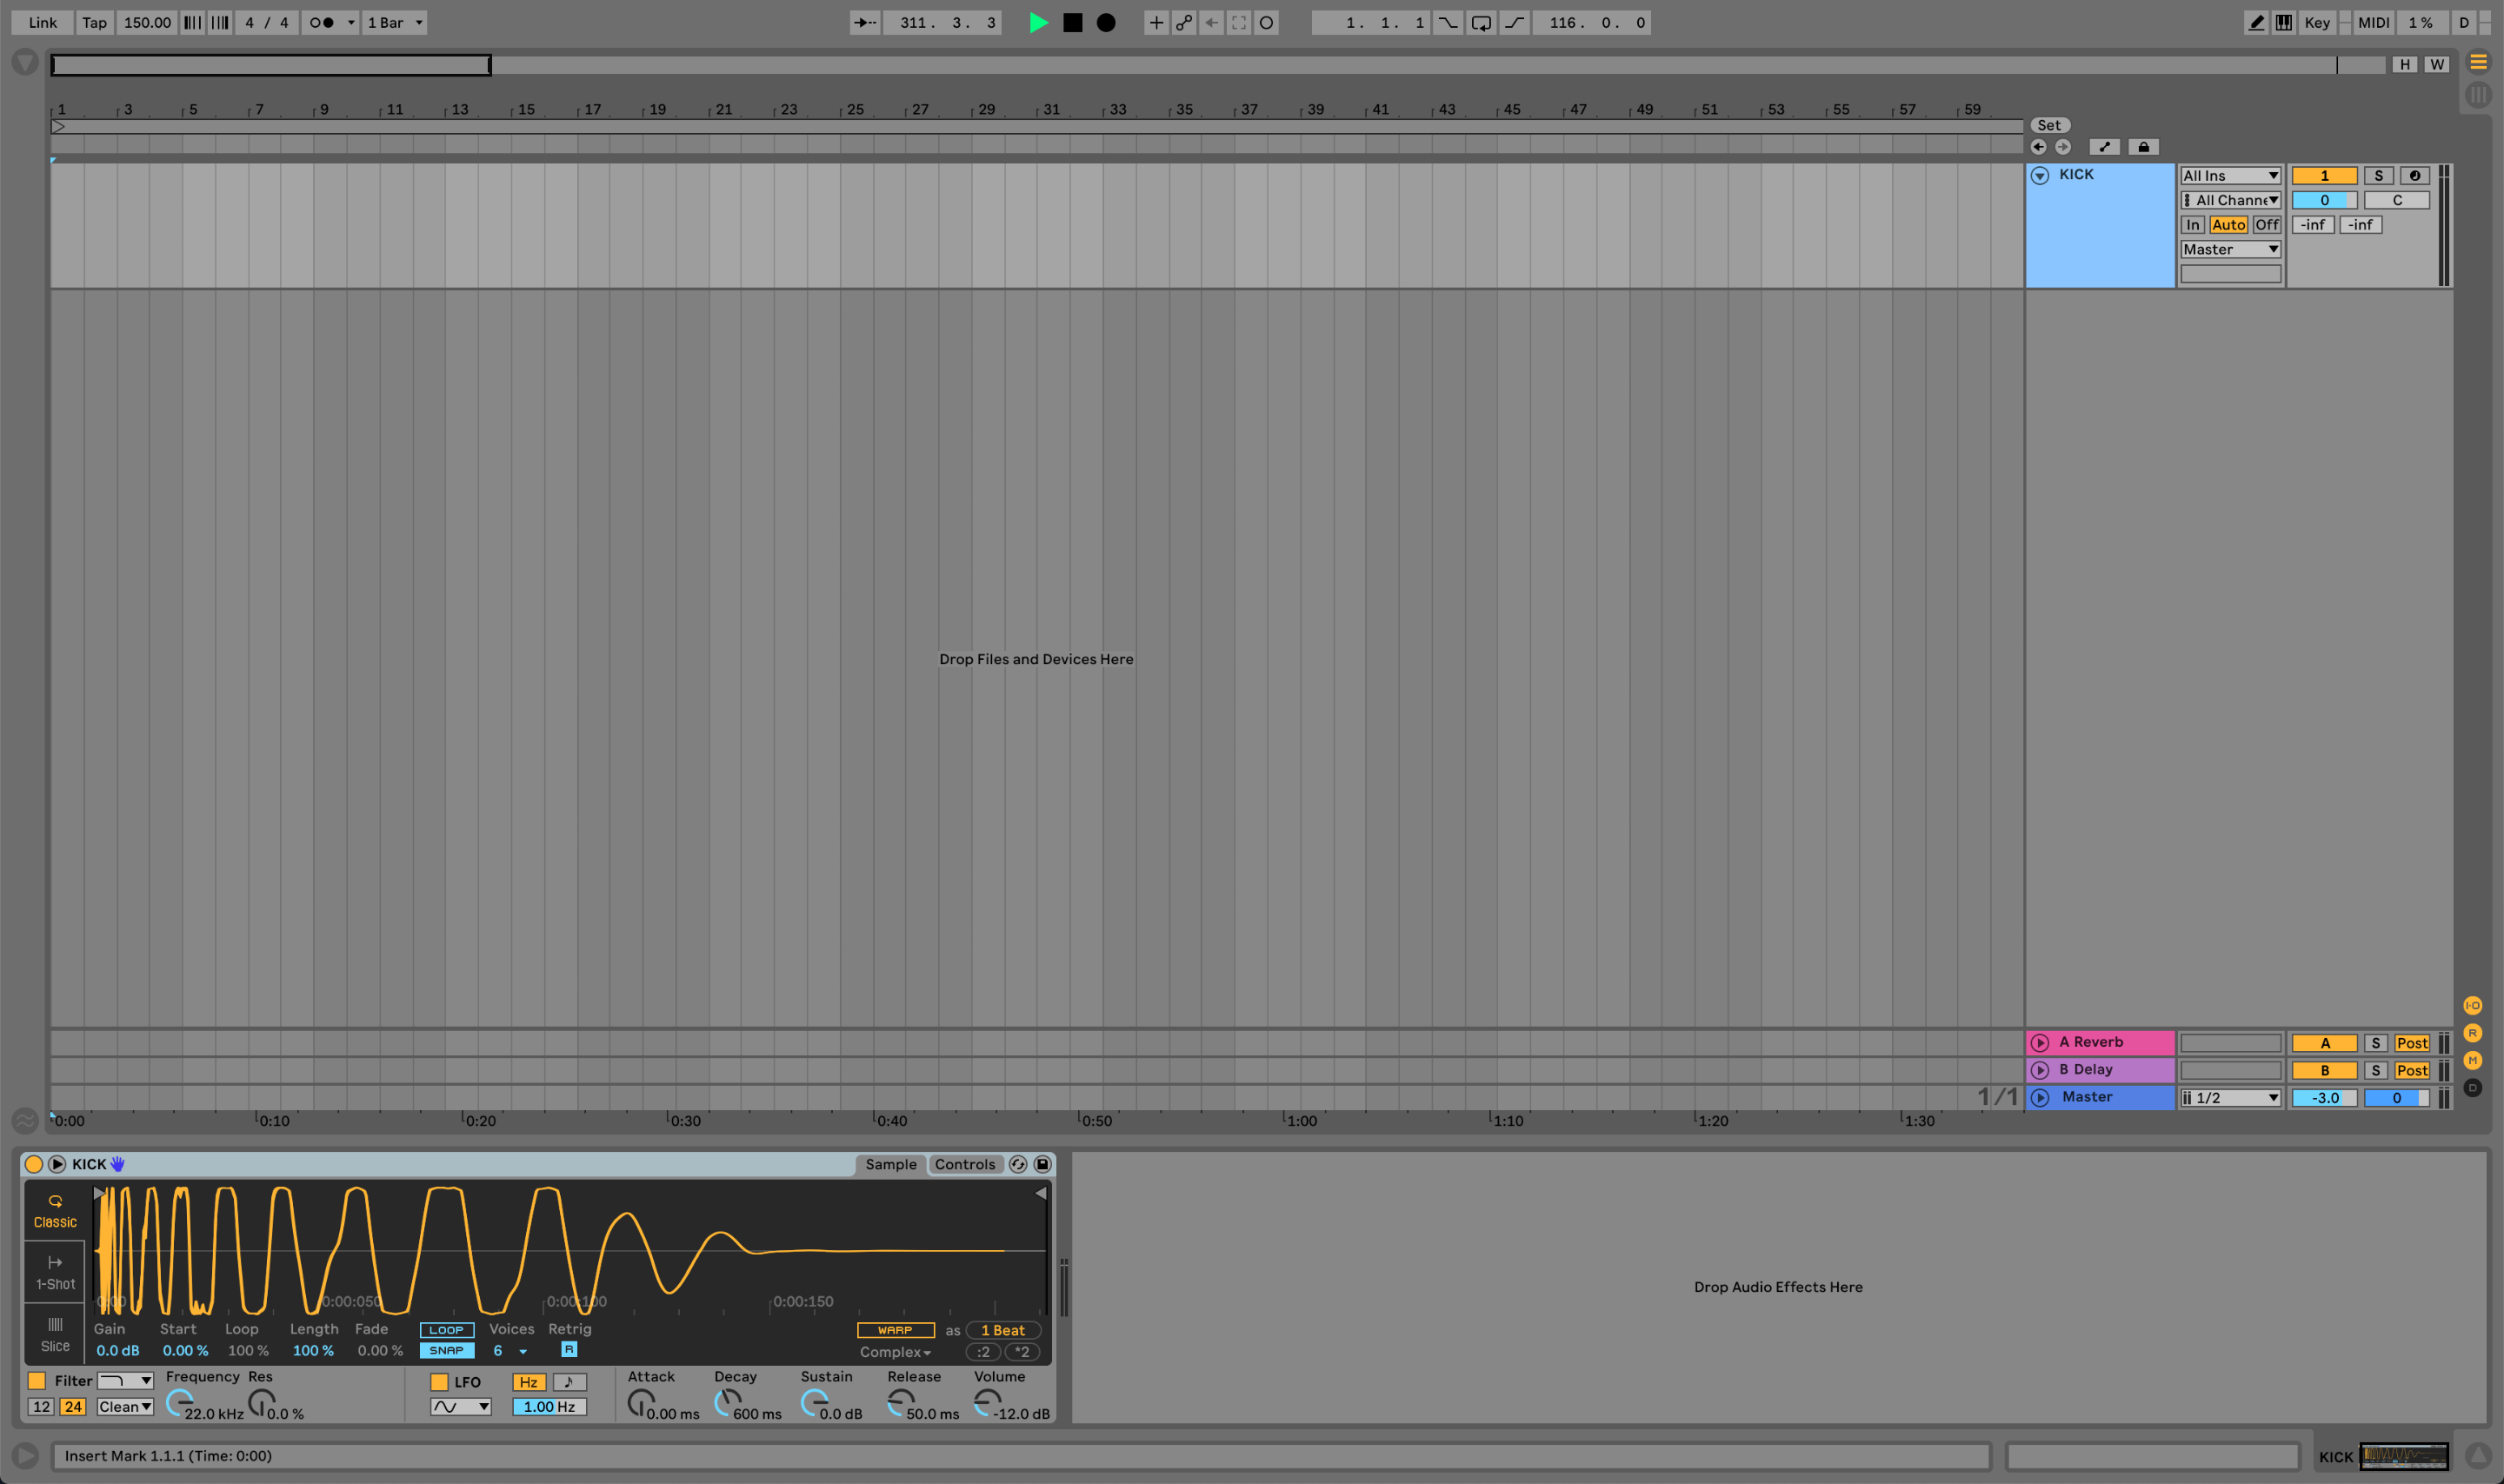 Link Tap 150.00 4 / 4 1 Bar 311. 3. 3 1. 1. 1 116. 0. 0 Key MIDI 1 % D
H W
1 3 5 7 9 11 13 15 17 19 21 23 25 27 29 31 33 35 37 39 41 43 45 47 49 51 53 55 57 59
Set
KICK All Ins 1 S
All Channe 0 C
In Auto Off -inf -inf
Master
Drop Files and Devices Here
I·O
A Reverb A S Post
R
B Delay B S Post
M
1/1 Master 1/2 -3.0 0
D
0:00 0:10 0:20 0:30 0:40 0:50 1:00 1:10 1:20 1:30
KICK Sample Controls
Classic
1-Shot
Slice
0:00 0:00:050 0:00:100 0:00:150
Gain Start Loop Length Fade LOOP Voices Retrig WARP as 1 Beat
0.0 dB 0.00 % 100 % 100 % 0.00 % SNAP 6 R Complex :2 *2
Filter Frequency Res LFO Hz Attack Decay Sustain Release Volume
12 24 Clean 22.0 kHz 0.0 % 1.00 Hz 0.00 ms 600 ms 0.0 dB 50.0 ms -12.0 dB
Drop Audio Effects Here
Insert Mark 1.1.1 (Time: 0:00) KICK